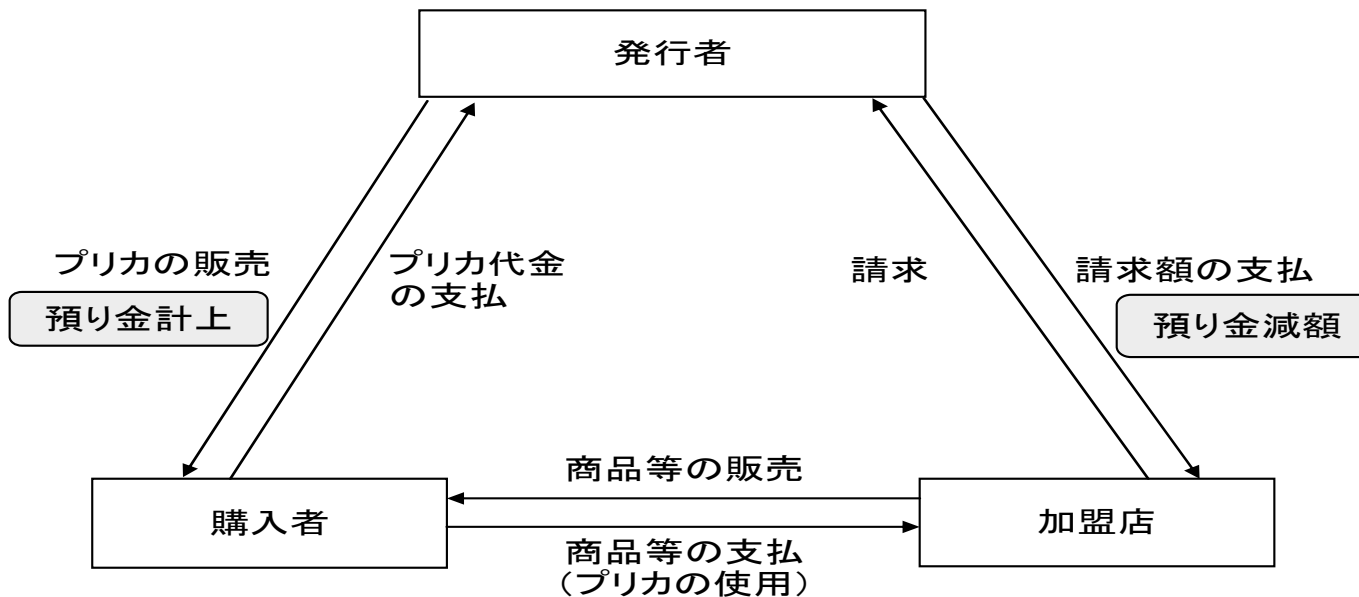 発行者
プリカの販売
預り金計上
プリカ代金
の支払
請求
請求額の支払
預り金減額
商品等の販売
購入者
加盟店
商品等の支払
（プリカの使用）